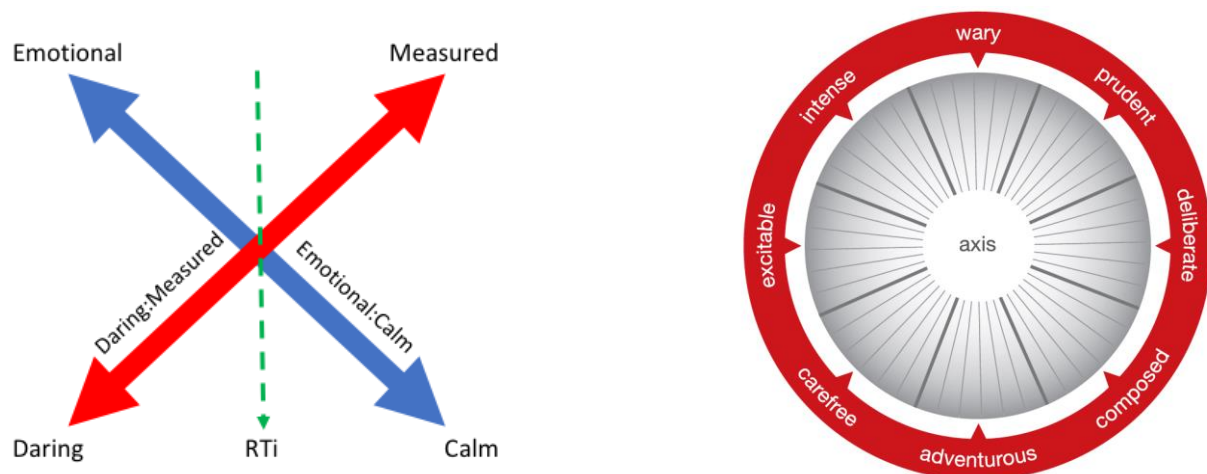 Emotional
Measured
Daring:Measured
Emotional:Calm
Daring
RTi
Calm
wary
prudent
deliberate
composed
adventurous
carefree
excitable
intense
axis